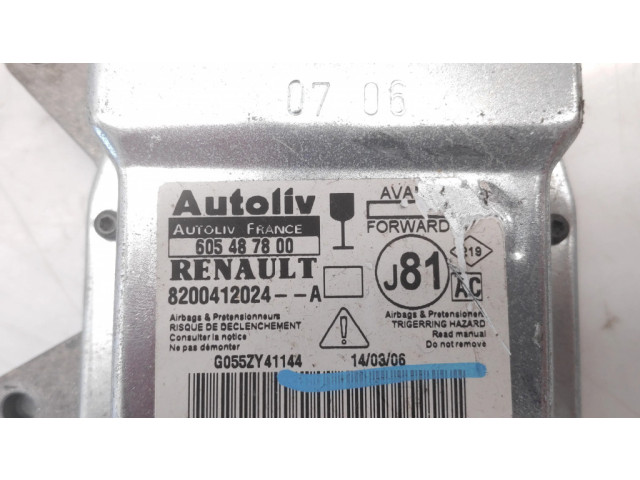 07 06
Autoliv
AUTOLIV FRANCE
605 48 78 00
RENAULT
8200412024--A
FORWARD
J81
219
AC
Airbags & Pretensionneurs
RISQUE DE DECLENCHEMENT
Consulter la notice
Ne pas démonter
Airbags & Pretensioners
TRIGERRING HAZARD
Read manual
Do not remove
G055ZY41144
14/03/06